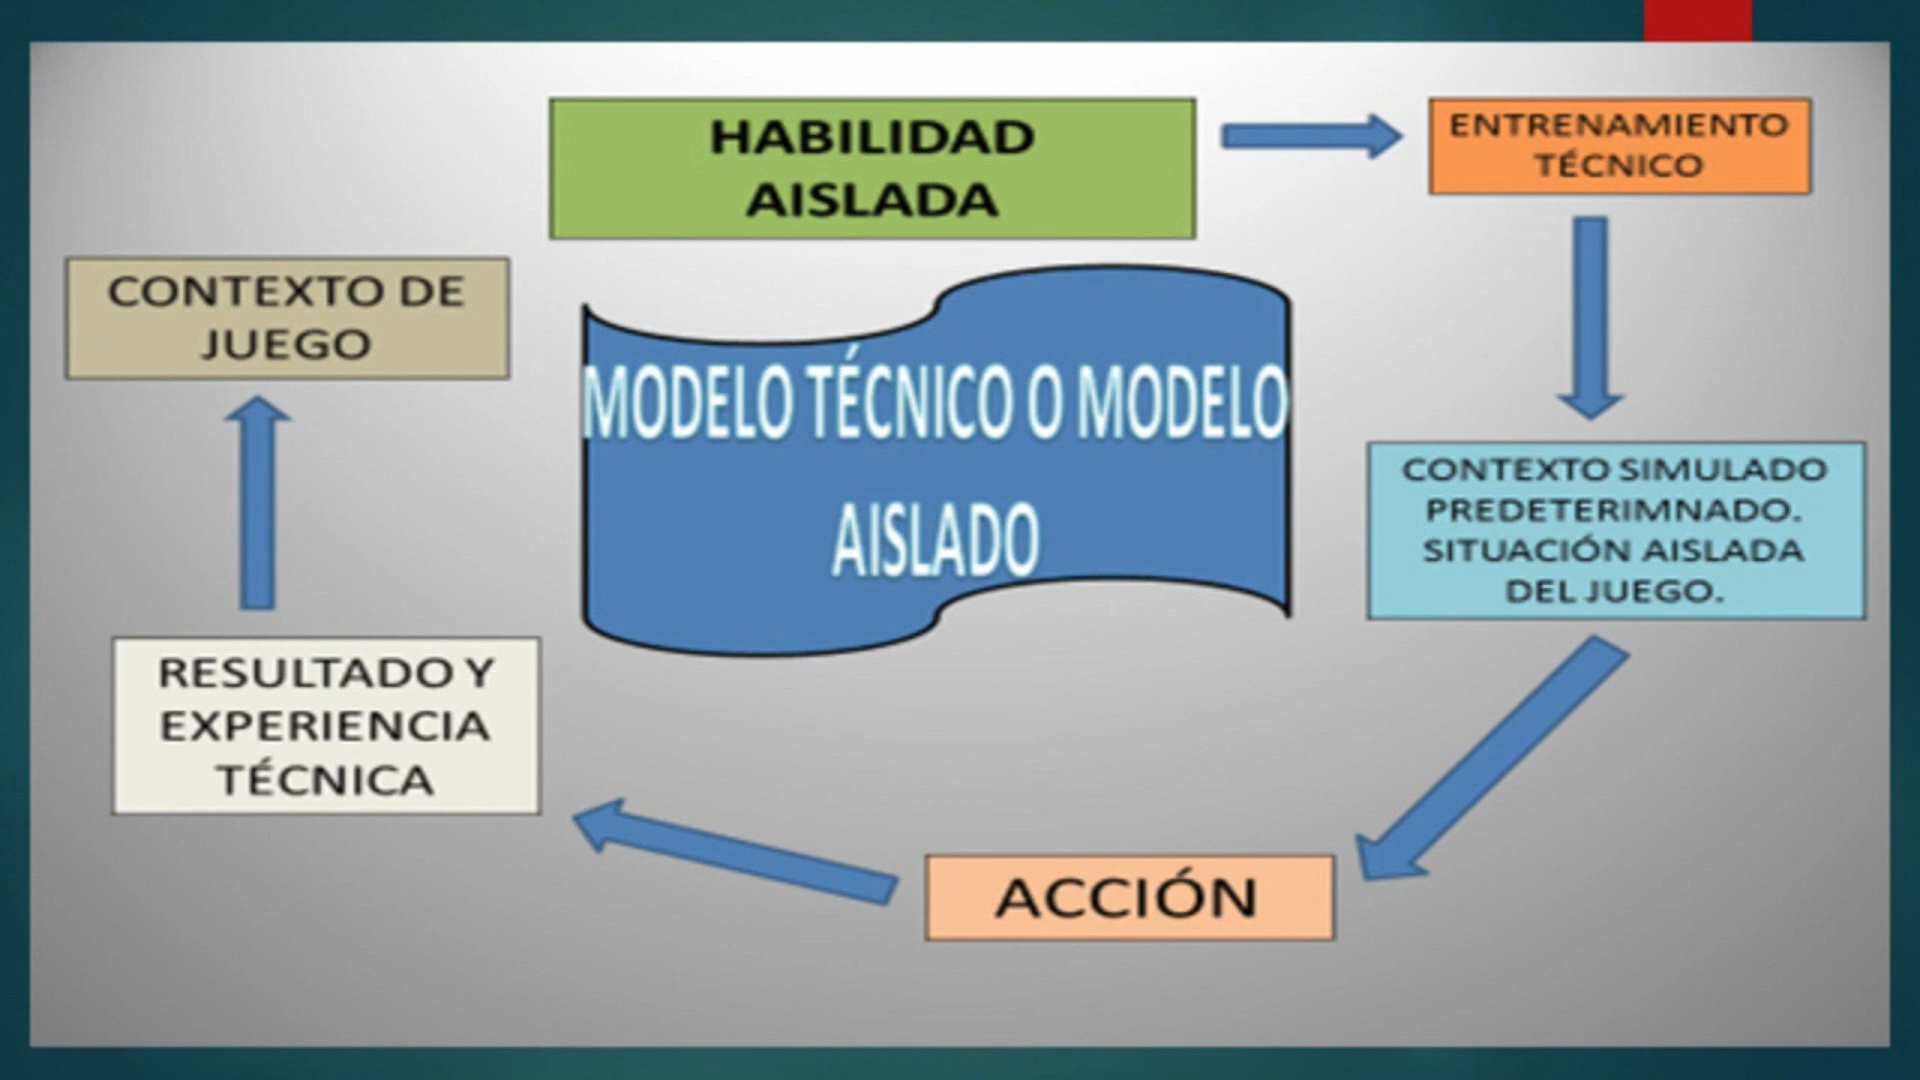 HABILIDAD
AISLADA
ENTRENAMIENTO
TÉCNICO
CONTEXTO DE
JUEGO
MODELO TÉCNICO O MODELO
AISLADO
CONTEXTO SIMULADO
PREDETERIMNADO.
SITUACIÓN AISLADA
DEL JUEGO.
RESULTADO Y
EXPERIENCIA
TÉCNICA
ACCIÓN